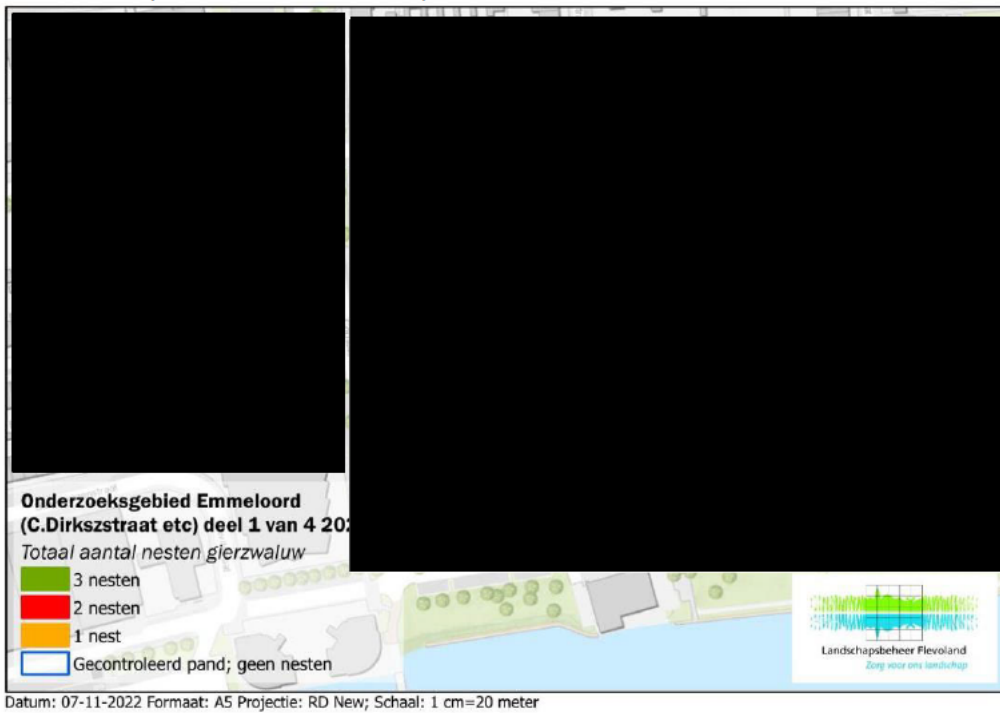 Onderzoeksgebied Emmeloord
(C.Dirkszstraat etc) deel 1 van 4 202
Totaal aantal nesten gierzwaluw
3 nesten
2 nesten
1 nest
Gecontroleerd pand; geen nesten
Landschapsbeheer Flevoland
Zorg voor ons landschap
Datum: 07-11-2022 Formaat: A5 Projectie: RD New; Schaal: 1 cm=20 meter